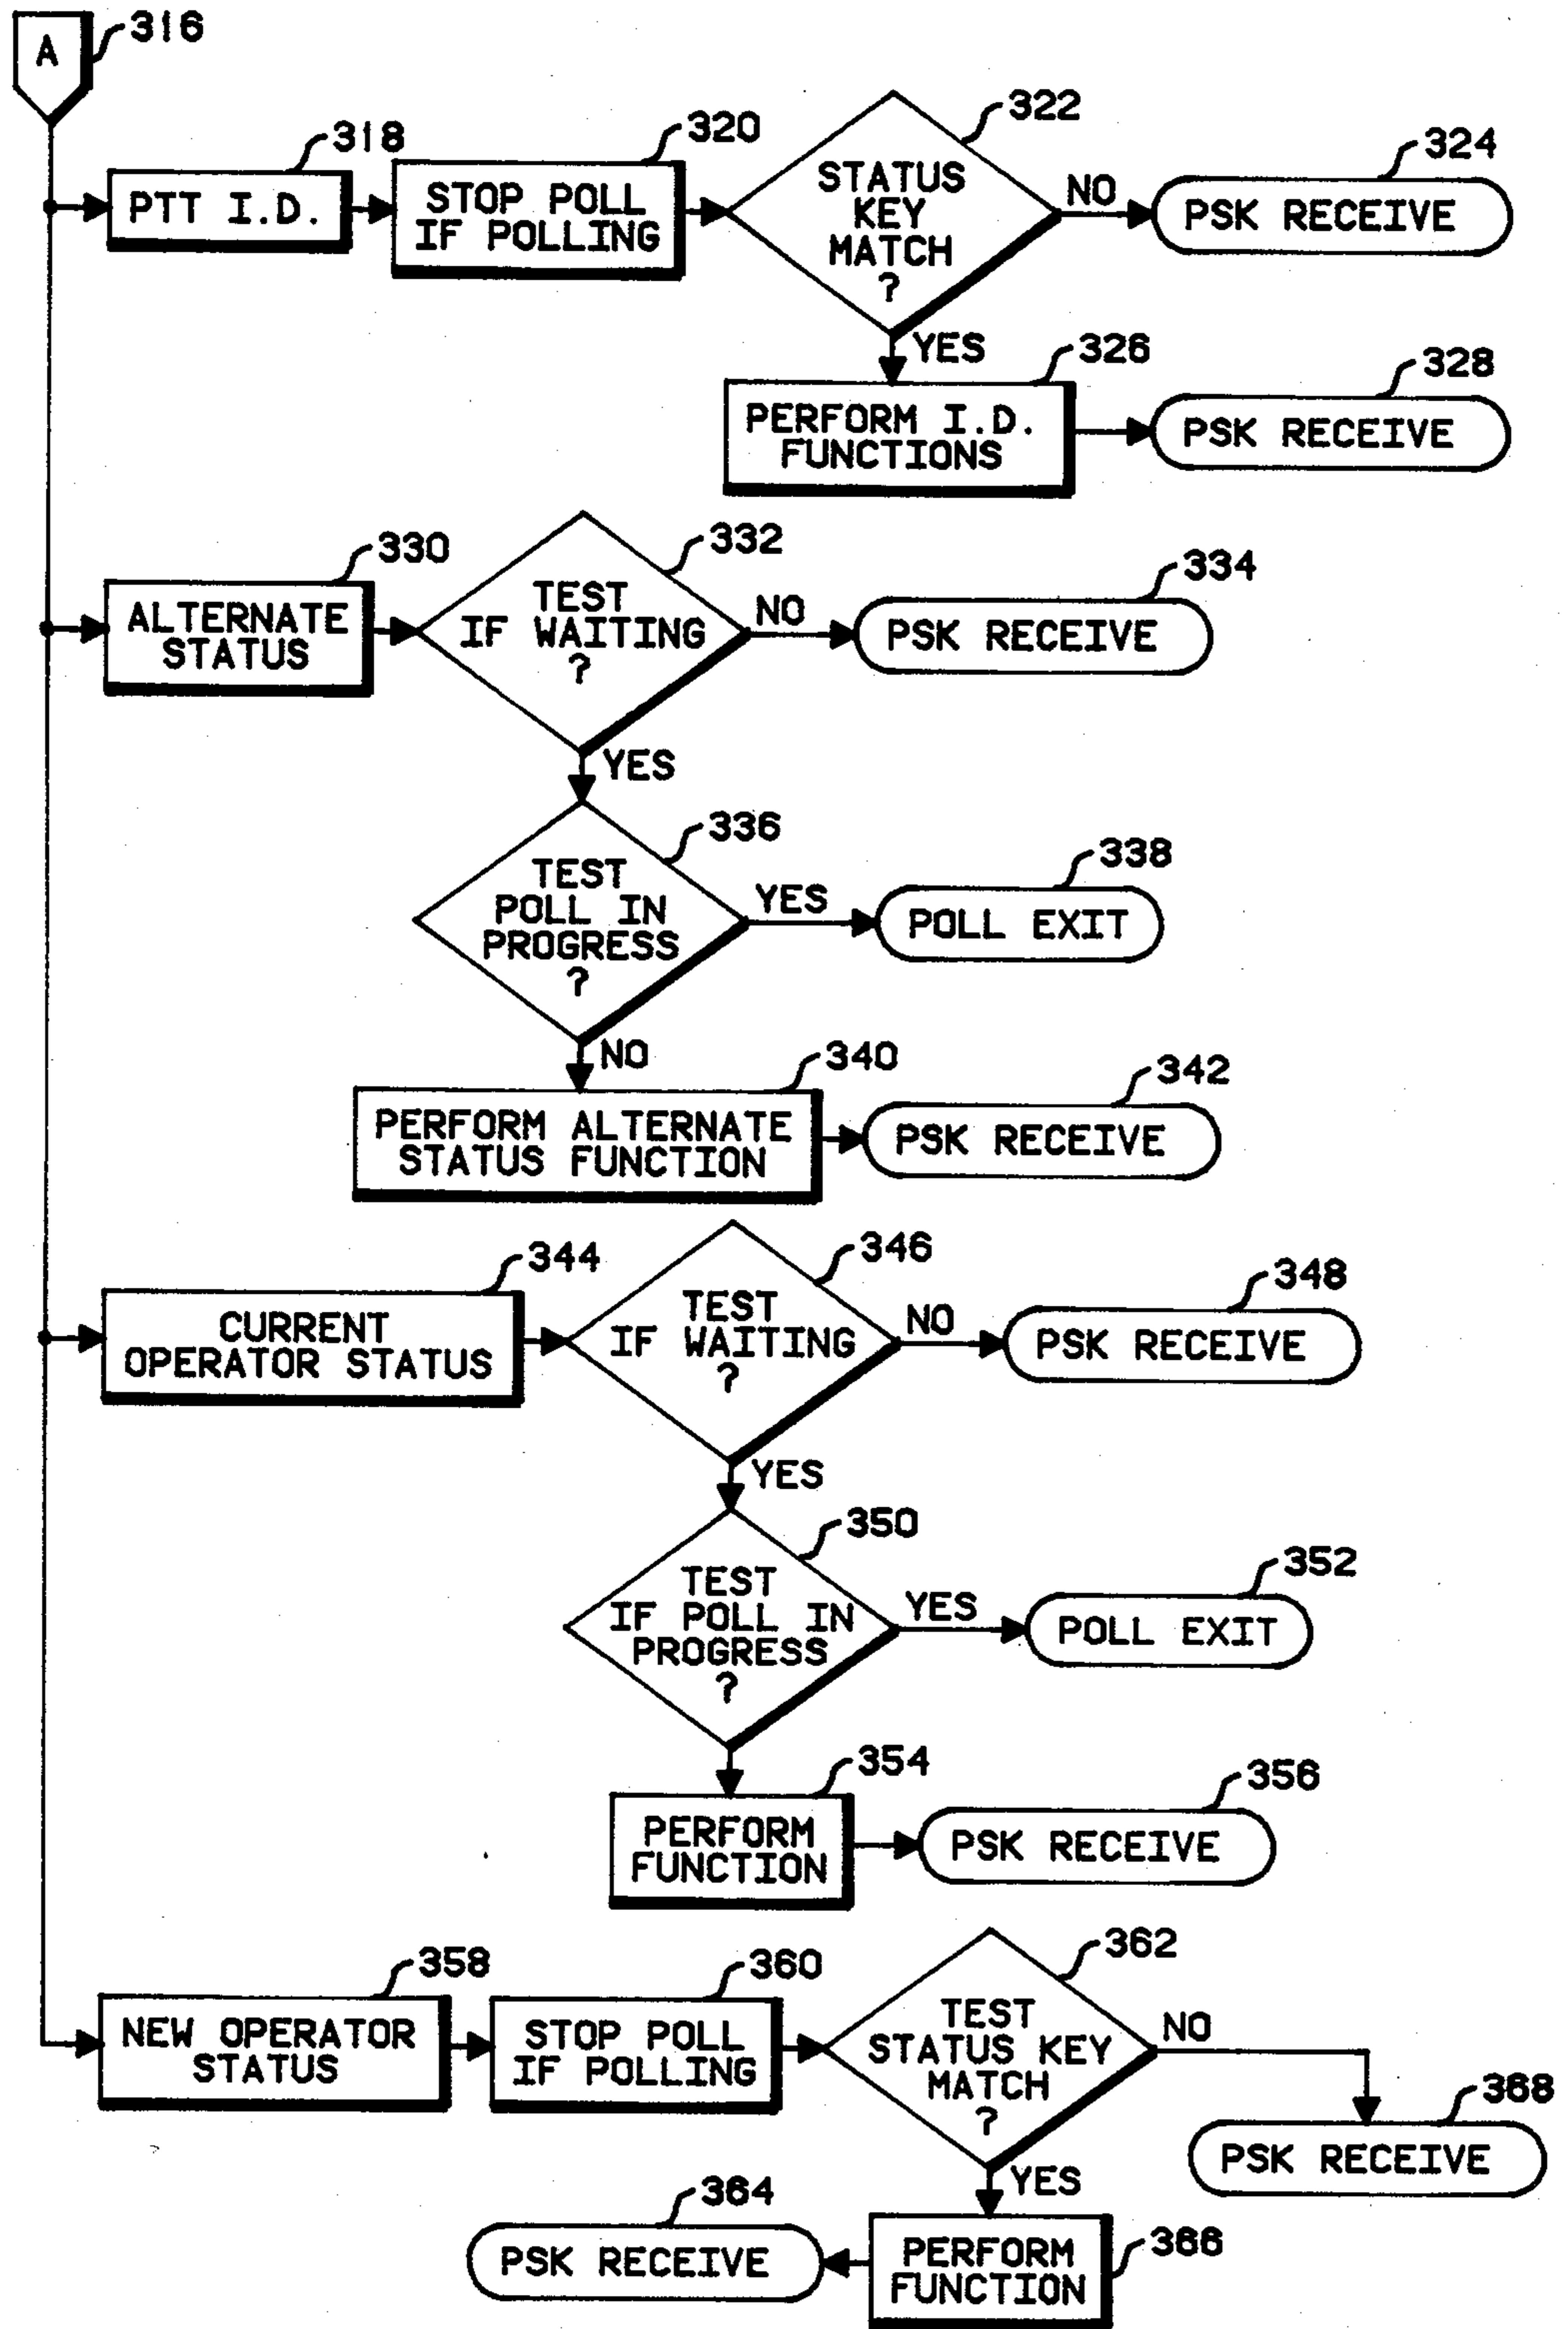 A
316
318
PTT I.D.
320
STOP POLL
IF POLLING
322
STATUS
KEY
MATCH
?
NO
324
PSK RECEIVE
YES
326
PERFORM I.D.
FUNCTIONS
328
PSK RECEIVE
330
ALTERNATE
STATUS
332
TEST
IF WAITING
?
NO
334
PSK RECEIVE
YES
336
TEST
POLL IN
PROGRESS
?
YES
338
POLL EXIT
NO
340
PERFORM ALTERNATE
STATUS FUNCTION
342
PSK RECEIVE
344
CURRENT
OPERATOR STATUS
346
TEST
IF WAITING
?
NO
348
PSK RECEIVE
YES
350
TEST
IF POLL IN
PROGRESS
?
YES
352
POLL EXIT
354
PERFORM
FUNCTION
356
PSK RECEIVE
358
NEW OPERATOR
STATUS
360
STOP POLL
IF POLLING
362
TEST
STATUS KEY
MATCH
?
NO
368
PSK RECEIVE
YES
364
PSK RECEIVE
366
PERFORM
FUNCTION